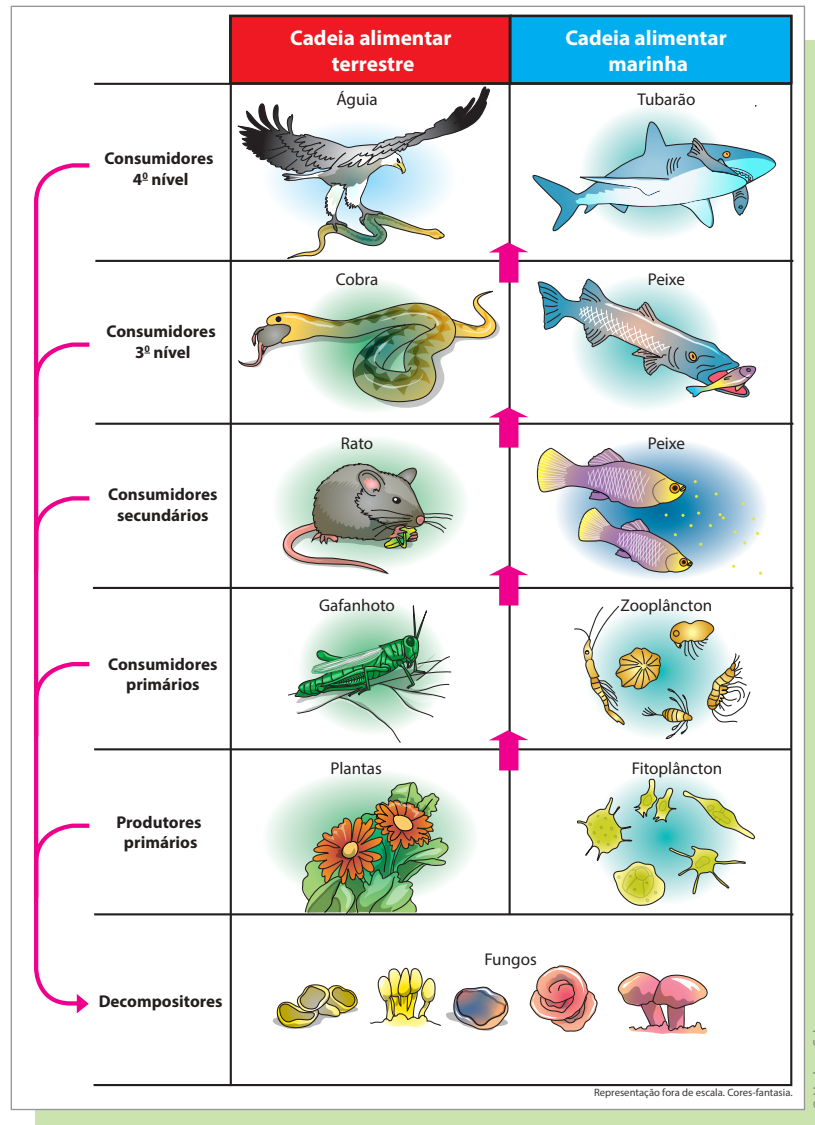 Cadeia alimentar
terrestre
Cadeia alimentar
marinha
Consumidores
4º nível
Águia
Tubarão
Consumidores
3º nível
Cobra
Peixe
Consumidores
secundários
Rato
Peixe
Consumidores
primários
Gafanhoto
Zooplâncton
Produtores
primários
Plantas
Fitoplâncton
Decompositores
Fungos
Representação fora de escala. Cores-fantasia.